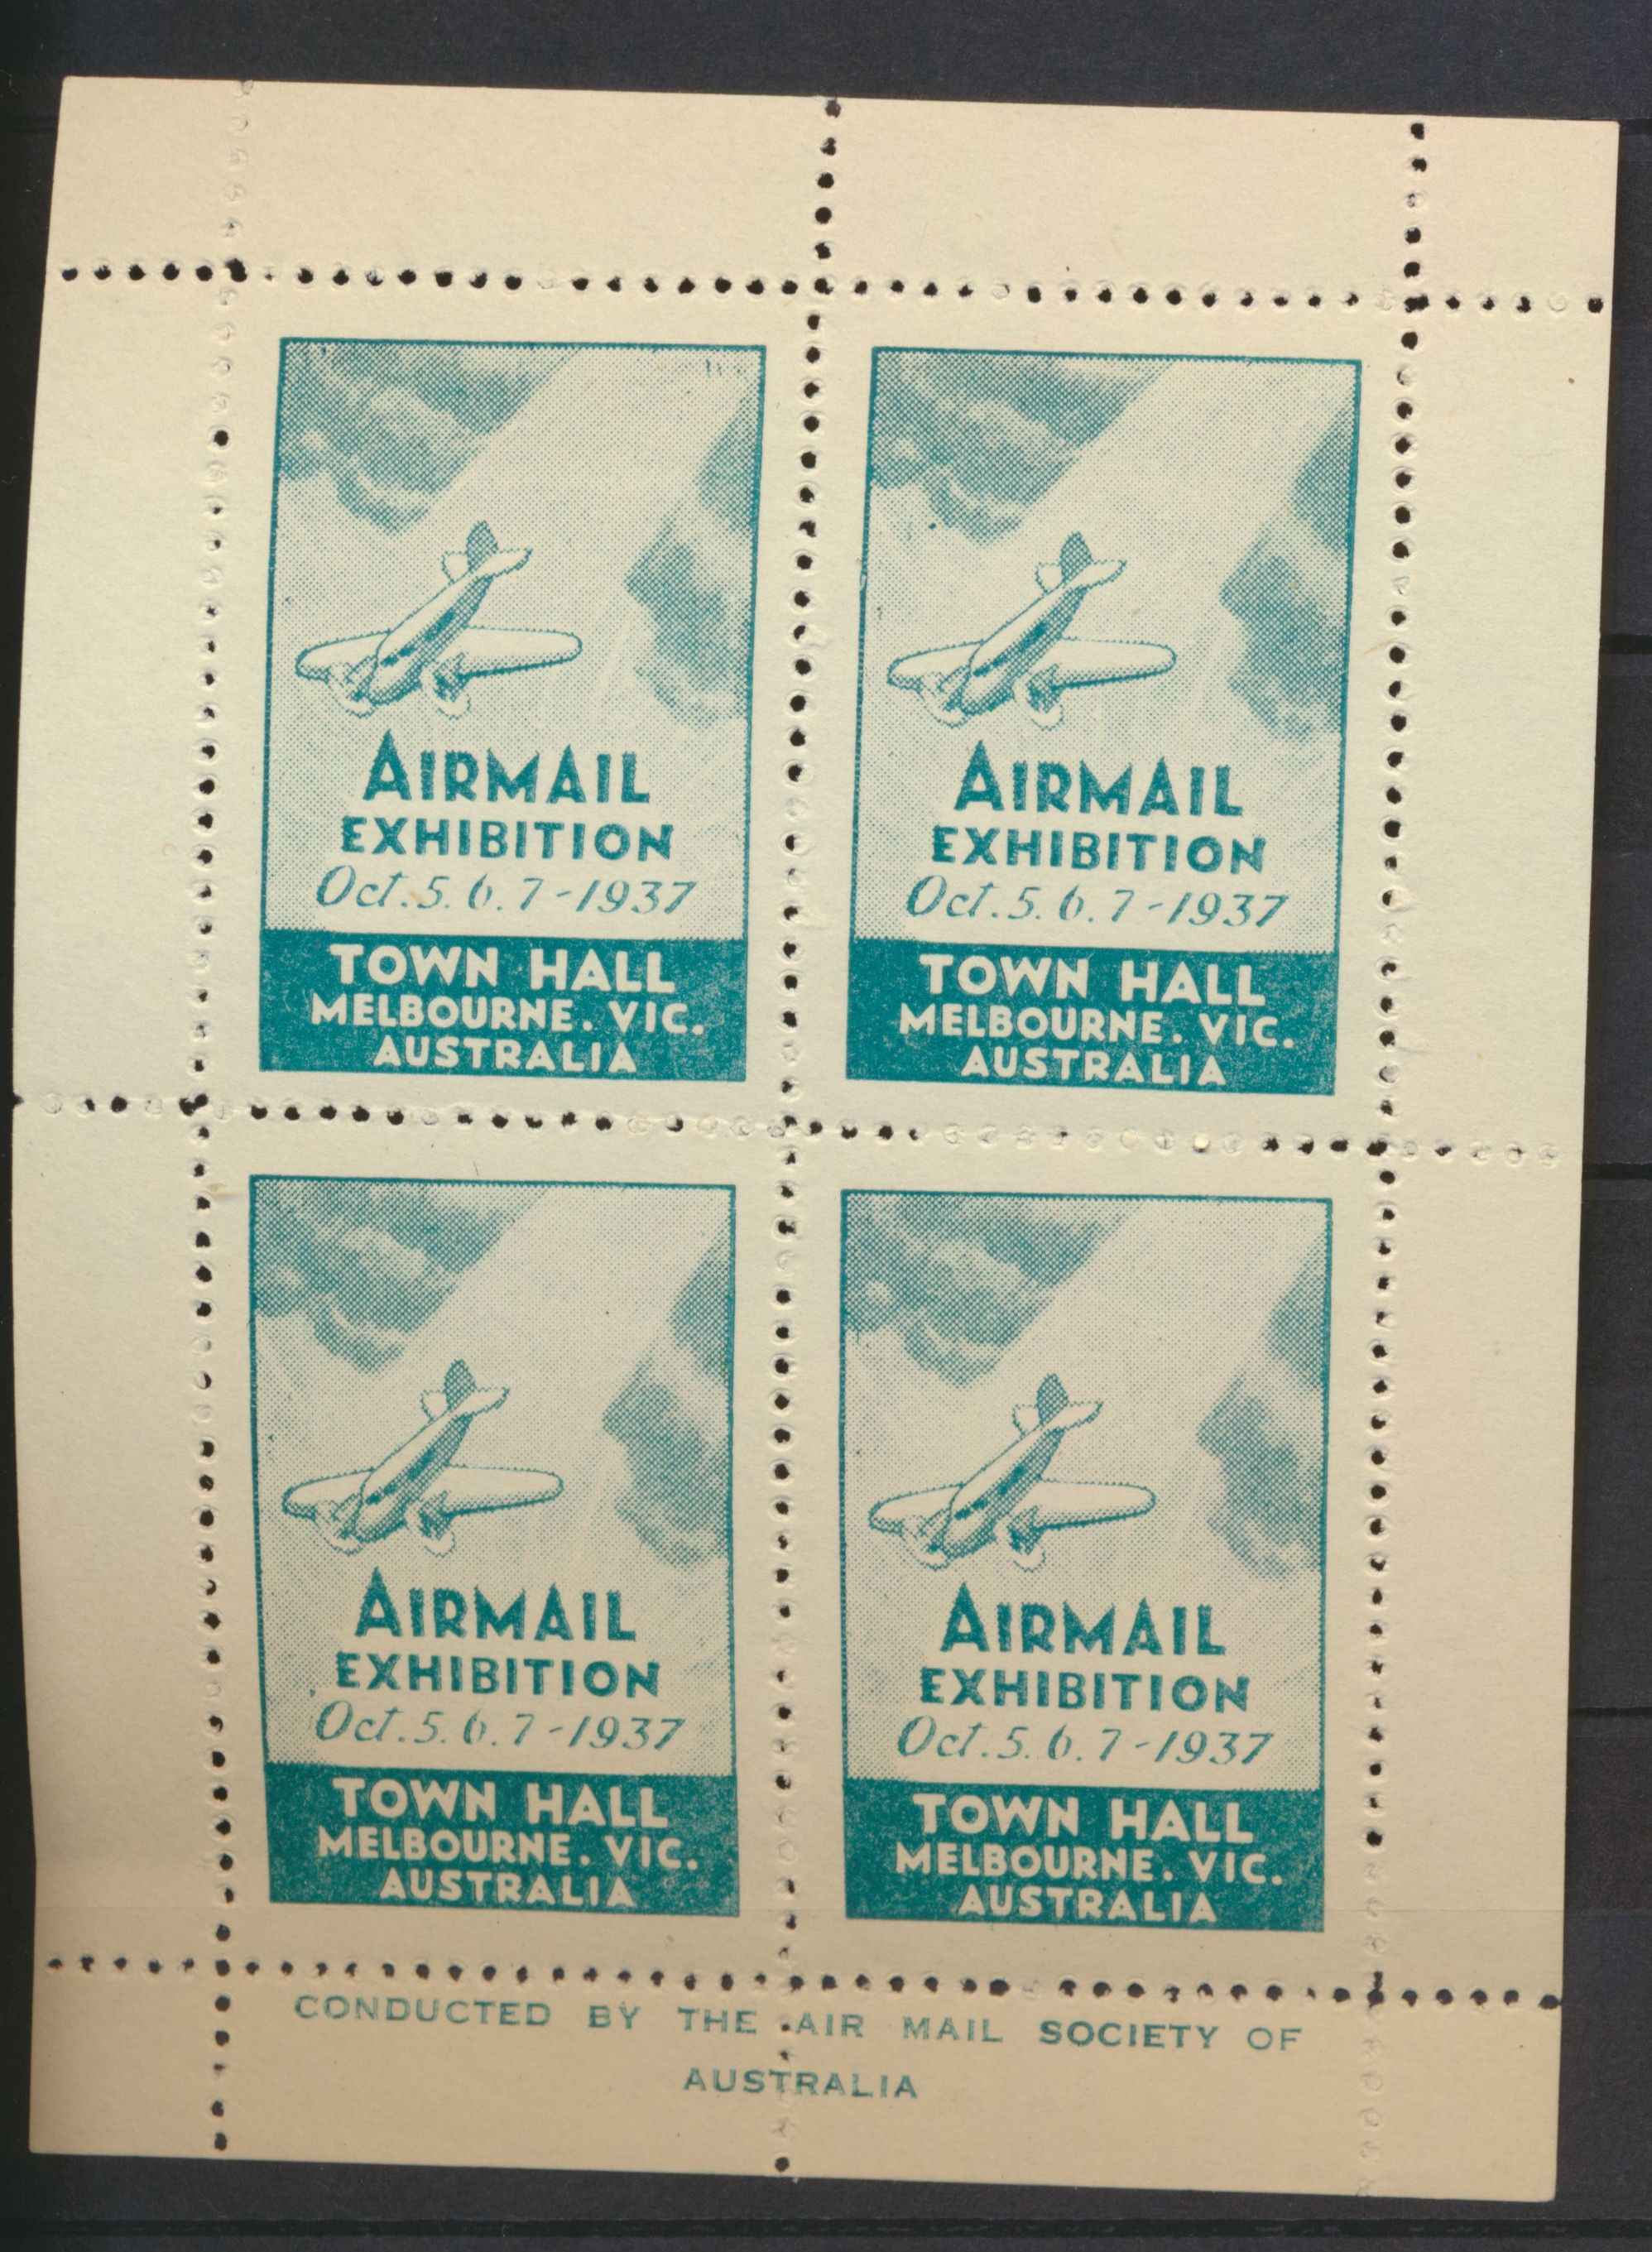 AIRMAIL
EXHIBITION
Oct. 5. 6. 7 - 1937
TOWN HALL
MELBOURNE. VIC.
AUSTRALIA
AIRMAIL
EXHIBITION
Oct. 5. 6. 7 - 1937
TOWN HALL
MELBOURNE. VIC.
AUSTRALIA
AIRMAIL
EXHIBITION
Oct. 5. 6. 7 - 1937
TOWN HALL
MELBOURNE. VIC.
AUSTRALIA
AIRMAIL
EXHIBITION
Oct. 5. 6. 7 - 1937
TOWN HALL
MELBOURNE. VIC.
AUSTRALIA
CONDUCTED BY THE AIR MAIL SOCIETY OF
AUSTRALIA